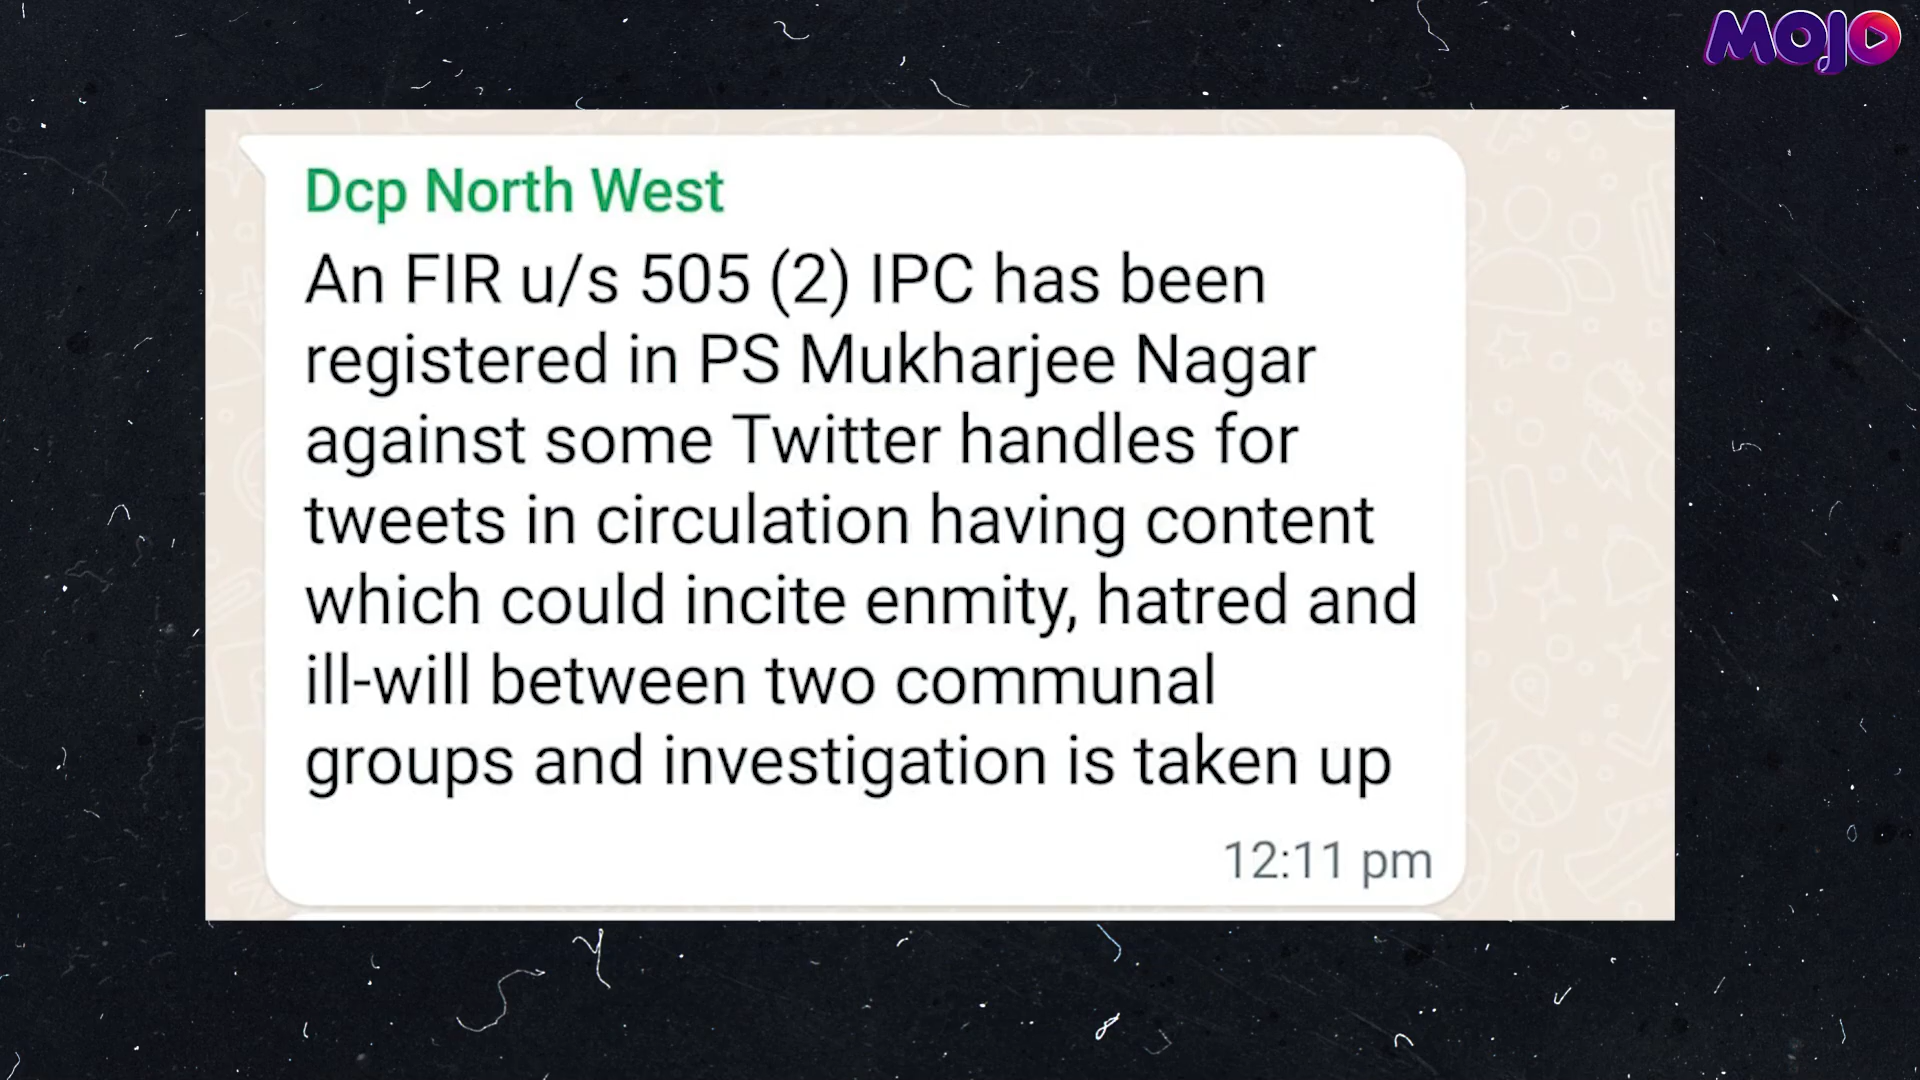 MOJO
Dcp North West
An FIR u/s 505 (2) IPC has been
registered in PS Mukharjee Nagar
against some Twitter handles for
tweets in circulation having content
which could incite enmity, hatred and
ill-will between two communal
groups and investigation is taken up
12:11 pm